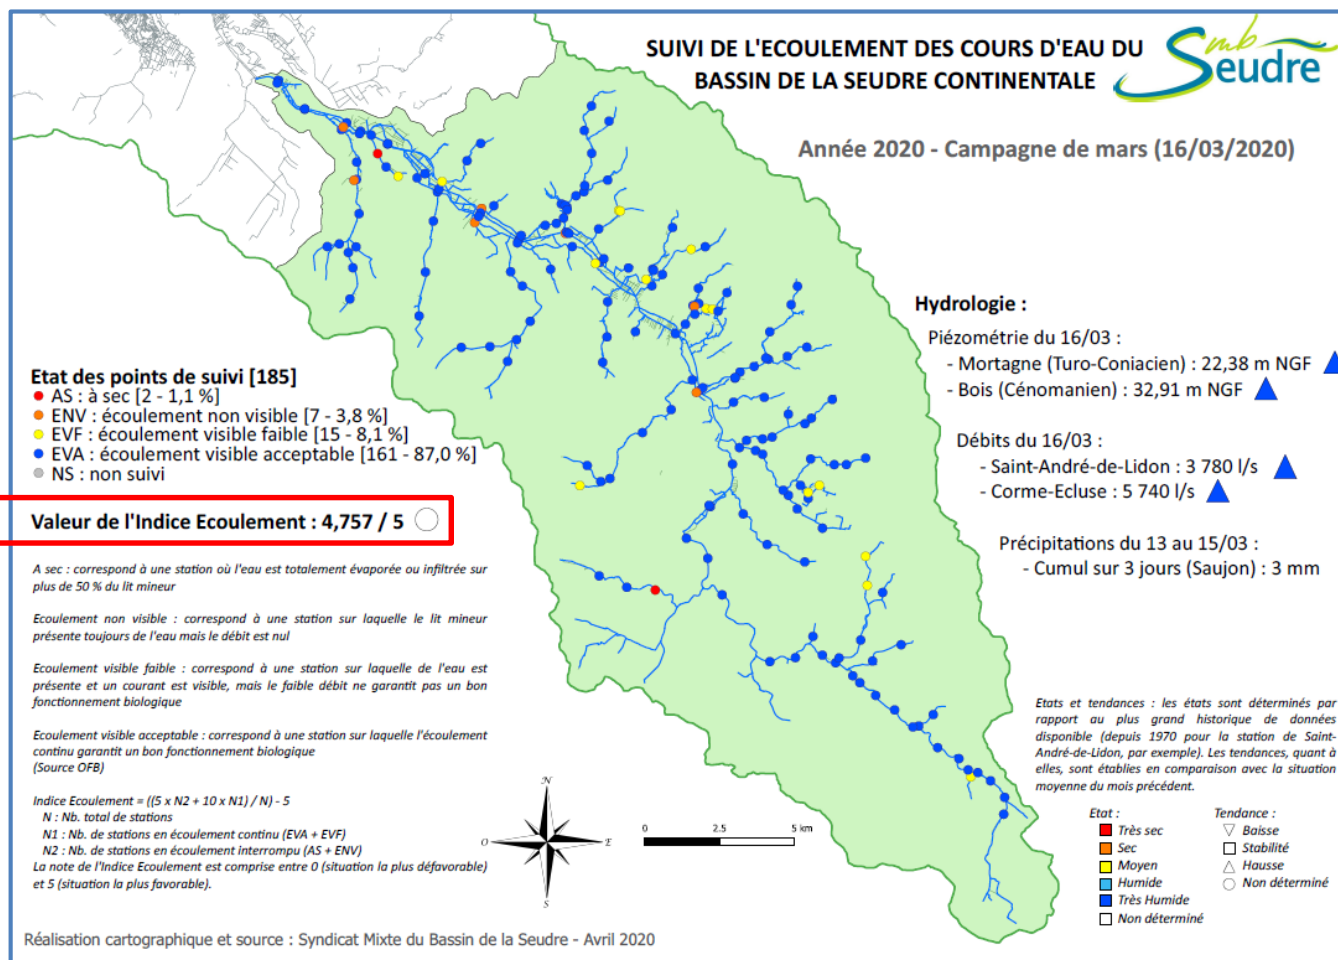 SUIVI DE L'ECOULEMENT DES COURS D'EAU DU
BASSIN DE LA SEUDRE CONTINENTALE
smb
Seudre
Année 2020 - Campagne de mars (16/03/2020)
Hydrologie :
Piézométrie du 16/03 :
- Mortagne (Turo-Coniacien) : 22,38 m NGF
- Bois (Cénomanien) : 32,91 m NGF
Débits du 16/03 :
- Saint-André-de-Lidon : 3 780 l/s
- Corme-Ecluse : 5 740 l/s
Précipitations du 13 au 15/03 :
- Cumul sur 3 jours (Saujon) : 3 mm
Etat des points de suivi [185]
AS : à sec [2 - 1,1 %]
ENV : écoulement non visible [7 - 3,8 %]
EVF : écoulement visible faible [15 - 8,1 %]
EVA : écoulement visible acceptable [161 - 87,0 %]
NS : non suivi
Valeur de l'Indice Ecoulement : 4,757 / 5
A sec : correspond à une station où l'eau est totalement évaporée ou infiltrée sur
plus de 50 % du lit mineur
Ecoulement non visible : correspond à une station sur laquelle le lit mineur
présente toujours de l'eau mais le débit est nul
Ecoulement visible faible : correspond à une station sur laquelle de l'eau est
présente et un courant est visible, mais le faible débit ne garantit pas un bon
fonctionnement biologique
Ecoulement visible acceptable : correspond à une station sur laquelle l'écoulement
continu garantit un bon fonctionnement biologique
(Source OFB)
Indice Ecoulement = ((5 x N2 + 10 x N1) / N) - 5
N : Nb. total de stations
N1 : Nb. de stations en écoulement continu (EVA + EVF)
N2 : Nb. de stations en écoulement interrompu (AS + ENV)
La note de l'Indice Ecoulement est comprise entre 0 (situation la plus défavorable)
et 5 (situation la plus favorable).
N
O
E
S
0 2.5 5 km
Etats et tendances : les états sont déterminés par
rapport au plus grand historique de données
disponible (depuis 1970 pour la station de Saint-
André-de-Lidon, par exemple). Les tendances, quant à
elles, sont établies en comparaison avec la situation
moyenne du mois précédent.
Etat :
Très sec
Sec
Moyen
Humide
Très Humide
Non déterminé
Tendance :
Baisse
Stabilité
Hausse
Non déterminé
Réalisation cartographique et source : Syndicat Mixte du Bassin de la Seudre - Avril 2020